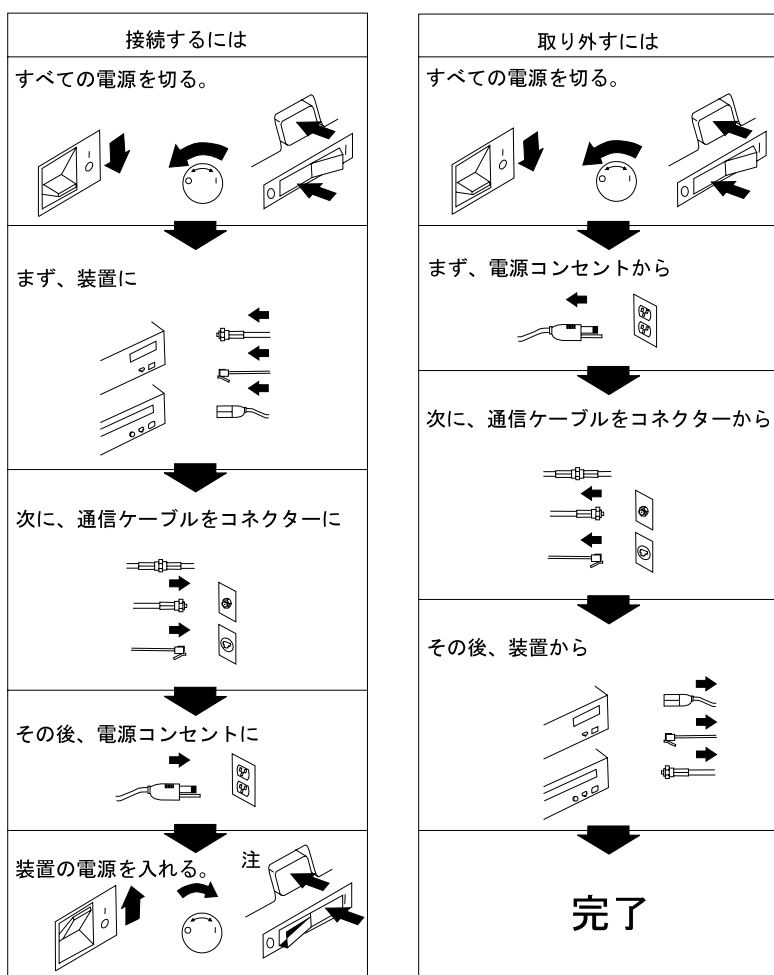 接続するには
すべての電源を切る。
まず、装置に
次に、通信ケーブルをコネクターに
その後、電源コンセントに
装置の電源を入れる。
注
取り外すには
すべての電源を切る。
まず、電源コンセントから
次に、通信ケーブルをコネクターから
その後、装置から
完了